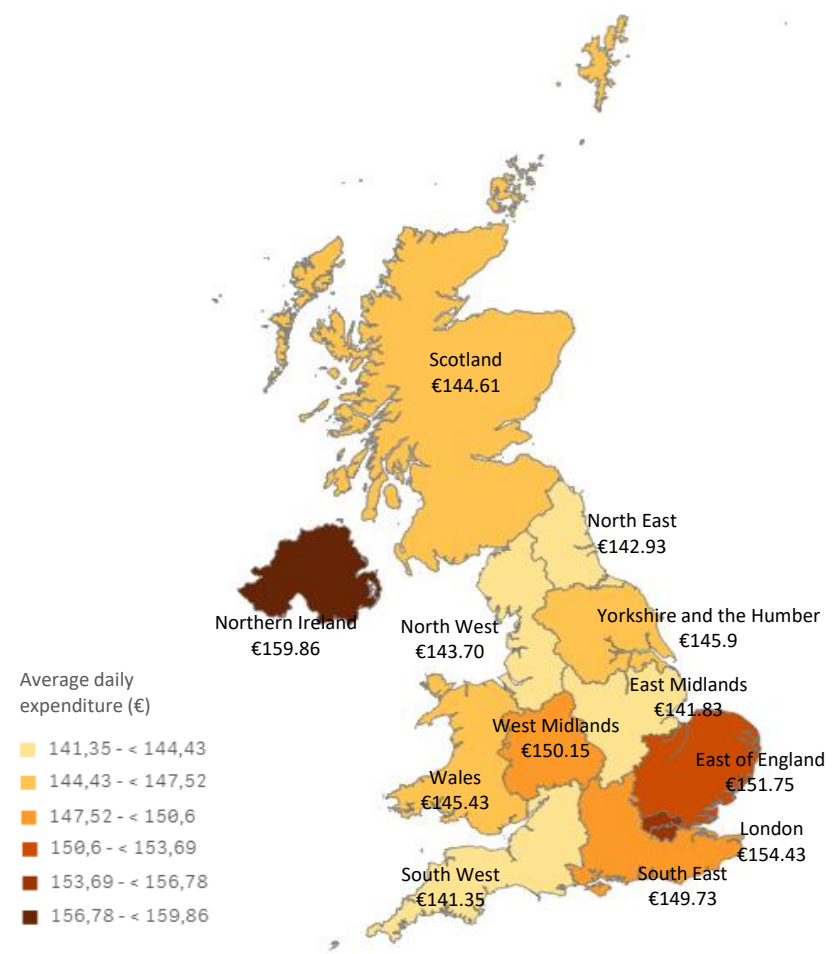 Scotland
€144.61
North East
€142.93
Northern Ireland
€159.86
North West
€143.70
Yorkshire and the Humber
€145.9
East Midlands
€141.83
West Midlands
€150.15
East of England
€151.75
Wales
€145.43
London
€154.43
South West
€141.35
South East
€149.73
Average daily
expenditure (€)
141,35 - < 144,43
144,43 - < 147,52
147,52 - < 150,6
150,6 - < 153,69
153,69 - < 156,78
156,78 - < 159,86